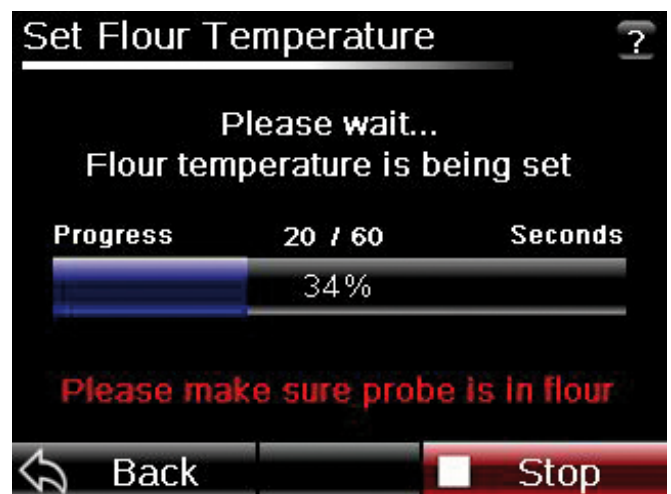 Set Flour Temperature ?
Please wait...
Flour temperature is being set
Progress 20 / 60 Seconds
34%
Please make sure probe is in flour
Back Stop